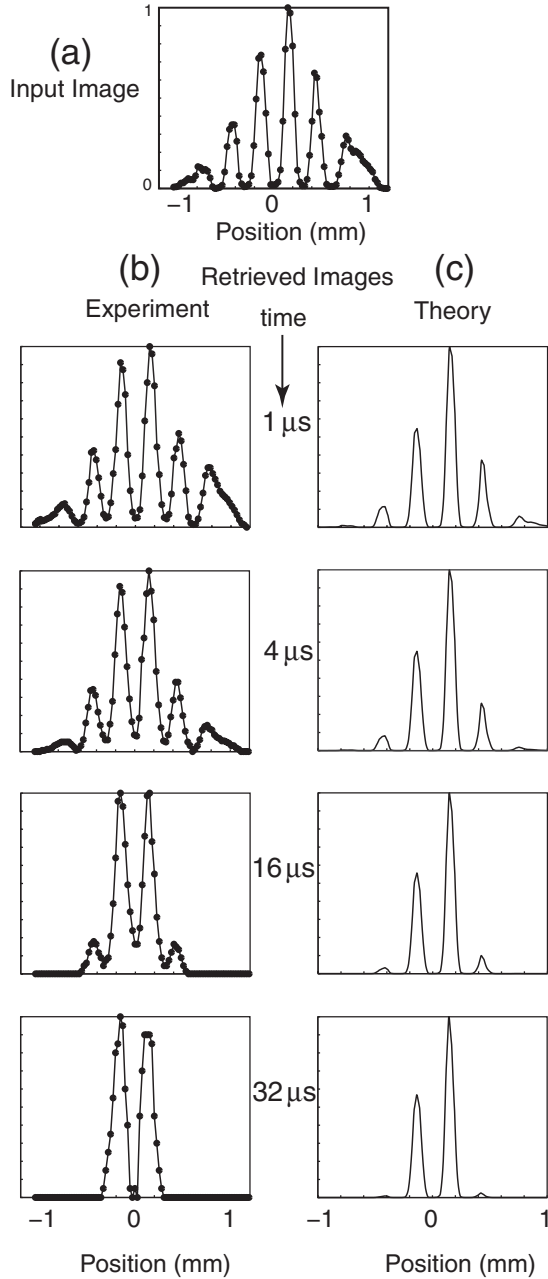 (a)
Input Image
1
0
−1 0 1
Position (mm)
(b) Retrieved Images (c)
Experiment time Theory
1 µs
4 µs
16 µs
32 µs
−1 0 1 −1 0 1
Position (mm) Position (mm)